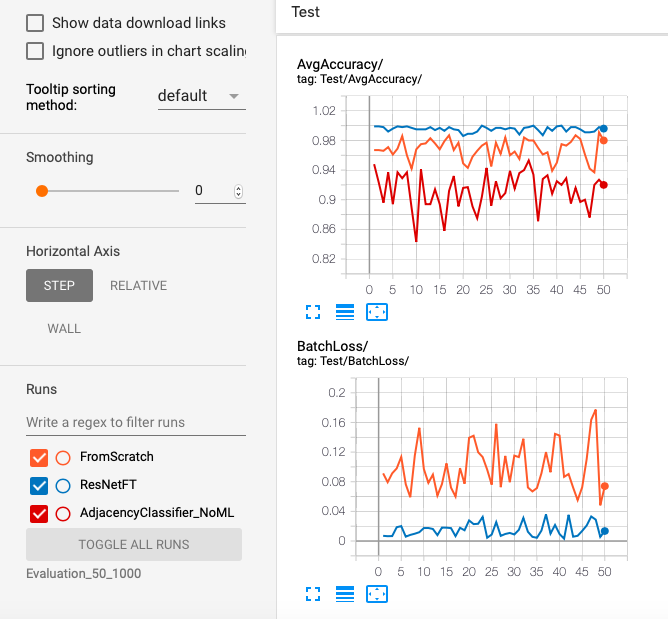 Show data download links
Ignore outliers in chart scaling
Tooltip sorting
method:
default
Smoothing
0
Horizontal Axis
STEP
RELATIVE
WALL
Runs
Write a regex to filter runs
FromScratch
ResNetFT
AdjacencyClassifier_NoML
TOGGLE ALL RUNS
Evaluation_50_1000
Test
AvgAccuracy/
tag: Test/AvgAccuracy/
1.02
0.98
0.94
0.9
0.86
0.82
0 5 10 15 20 25 30 35 40 45 50
BatchLoss/
tag: Test/BatchLoss/
0.2
0.16
0.12
0.08
0.04
0
0 5 10 15 20 25 30 35 40 45 50